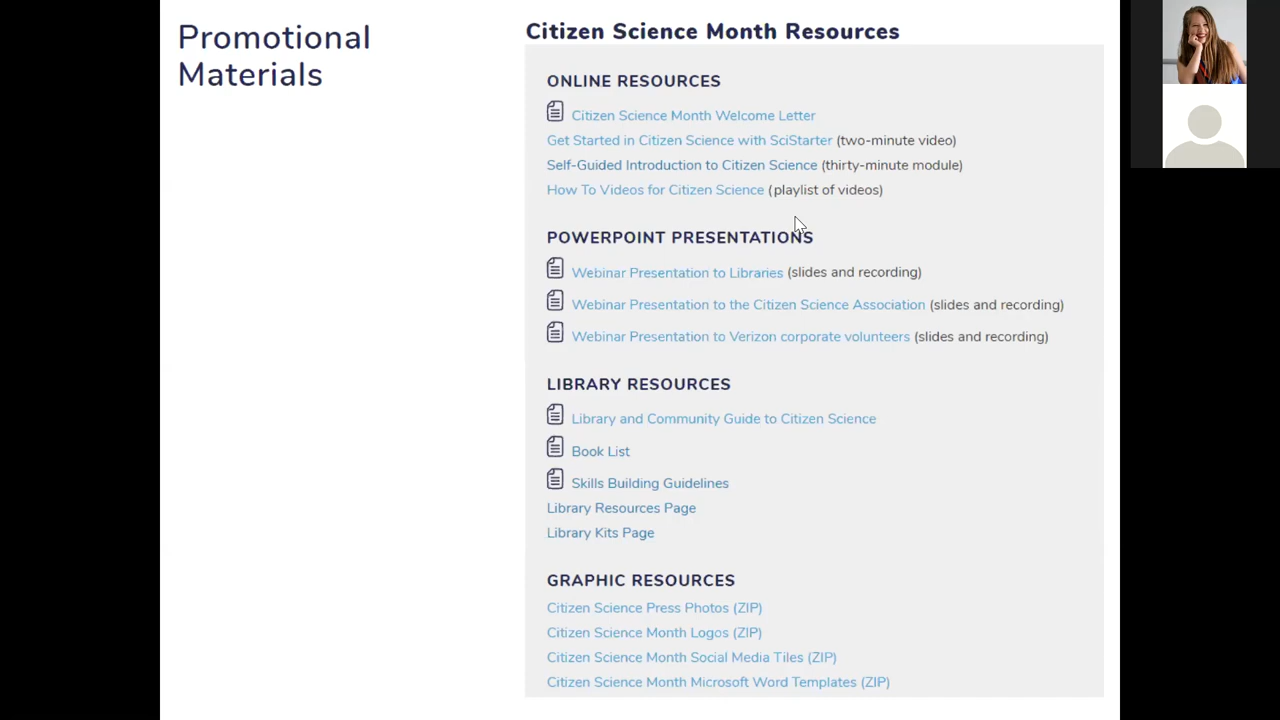 Promotional
Materials
Citizen Science Month Resources
ONLINE RESOURCES
Citizen Science Month Welcome Letter
Get Started in Citizen Science with SciStarter (two-minute video)
Self-Guided Introduction to Citizen Science (thirty-minute module)
How To Videos for Citizen Science (playlist of videos)
POWERPOINT PRESENTATIONS
Webinar Presentation to Libraries (slides and recording)
Webinar Presentation to the Citizen Science Association (slides and recording)
Webinar Presentation to Verizon corporate volunteers (slides and recording)
LIBRARY RESOURCES
Library and Community Guide to Citizen Science
Book List
Skills Building Guidelines
Library Resources Page
Library Kits Page
GRAPHIC RESOURCES
Citizen Science Press Photos (ZIP)
Citizen Science Month Logos (ZIP)
Citizen Science Month Social Media Tiles (ZIP)
Citizen Science Month Microsoft Word Templates (ZIP)